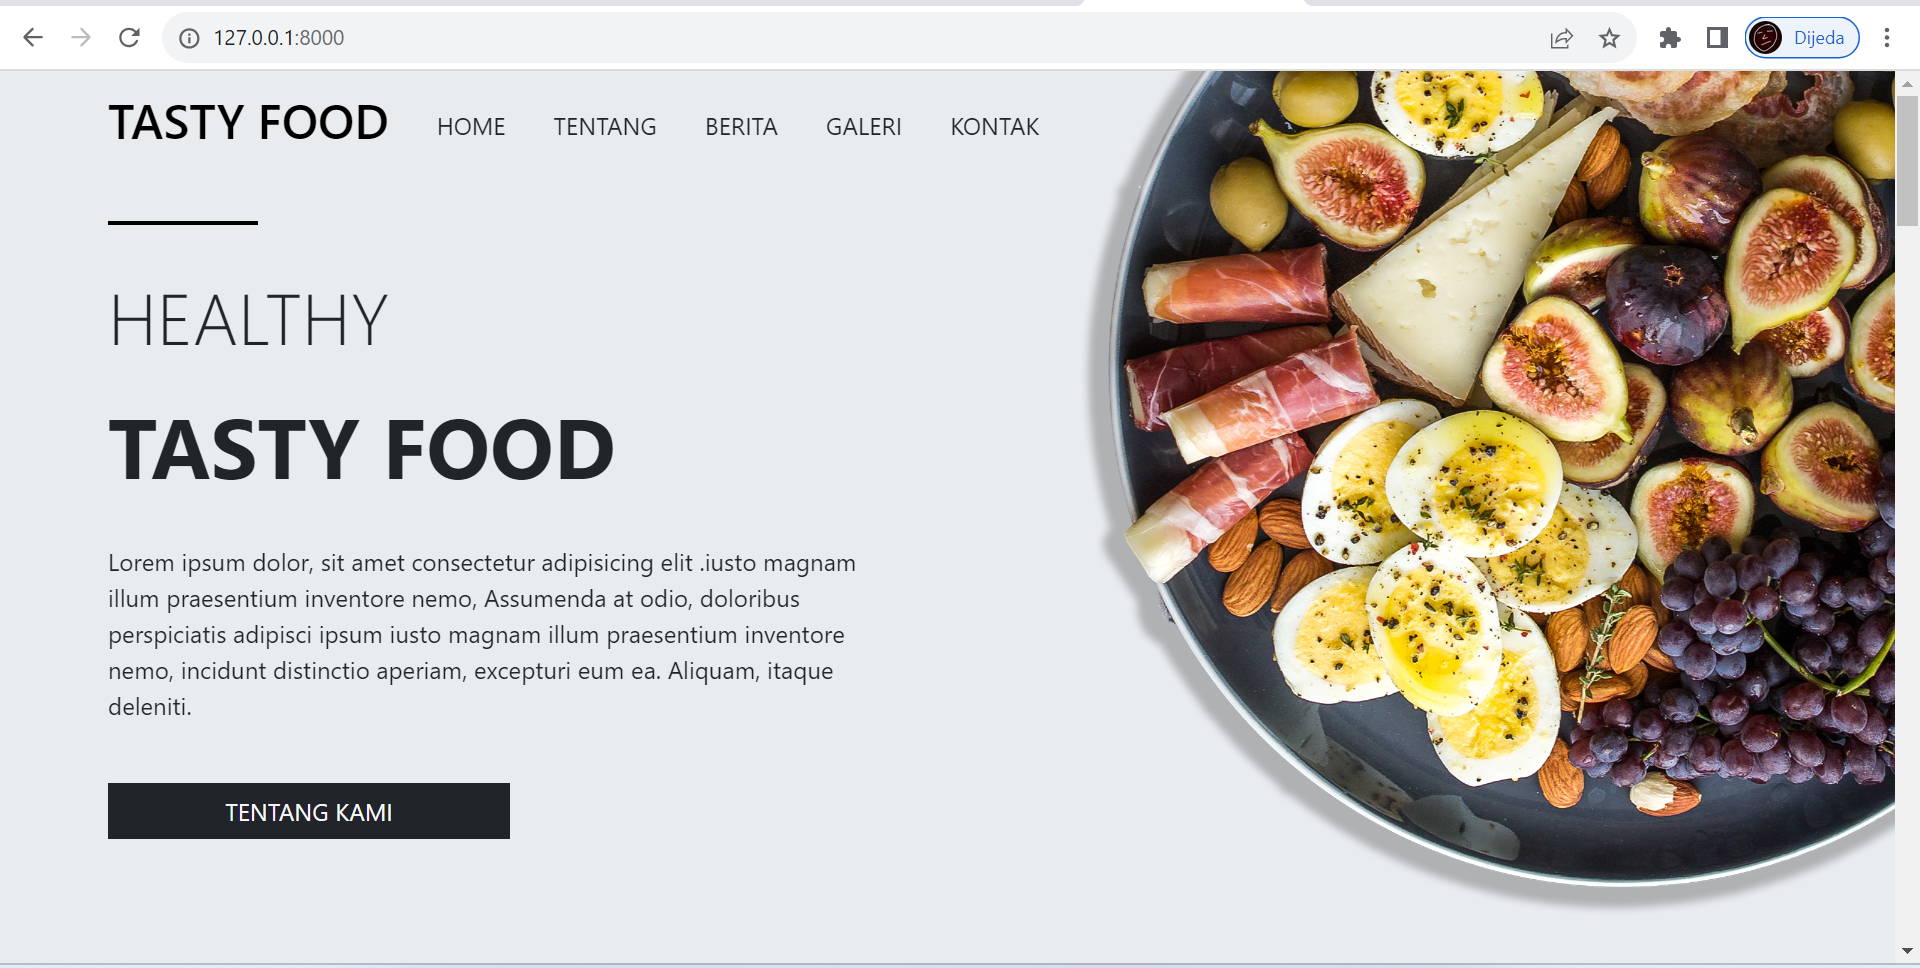 127.0.0.1:8000
Dijeda
TASTY FOOD HOME TENTANG BERITA GALERI KONTAK
HEALTHY
TASTY FOOD
Lorem ipsum dolor, sit amet consectetur adipisicing elit .iusto magnam
illum praesentium inventore nemo, Assumenda at odio, doloribus
perspiciatis adipisci ipsum iusto magnam illum praesentium inventore
nemo, incidunt distinctio aperiam, excepturi eum ea. Aliquam, itaque
deleniti.
TENTANG KAMI